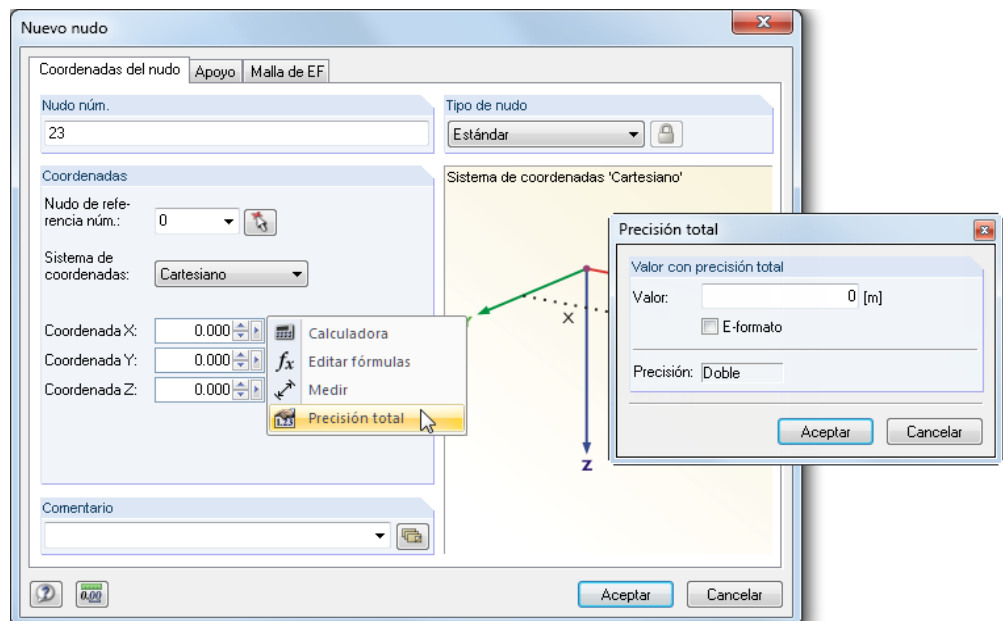 Nuevo nudo
Coordenadas del nudo Apoyo Malla de EF
Nudo núm.
23
Tipo de nudo
Estándar
Coordenadas
Nudo de refe-
rencia núm.:
0
Sistema de
coordenadas:
Cartesiano
Coordenada X: 0.000
Coordenada Y: 0.000
Coordenada Z: 0.000
Calculadora
fx Editar fórmulas
Medir
1.23 Precisión total
Sistema de coordenadas 'Cartesiano'
X
Z
Precisión total
Valor con precisión total
Valor: 0 [m]
E-formato
Precisión: Doble
Aceptar Cancelar
Comentario
0.00
Aceptar Cancelar